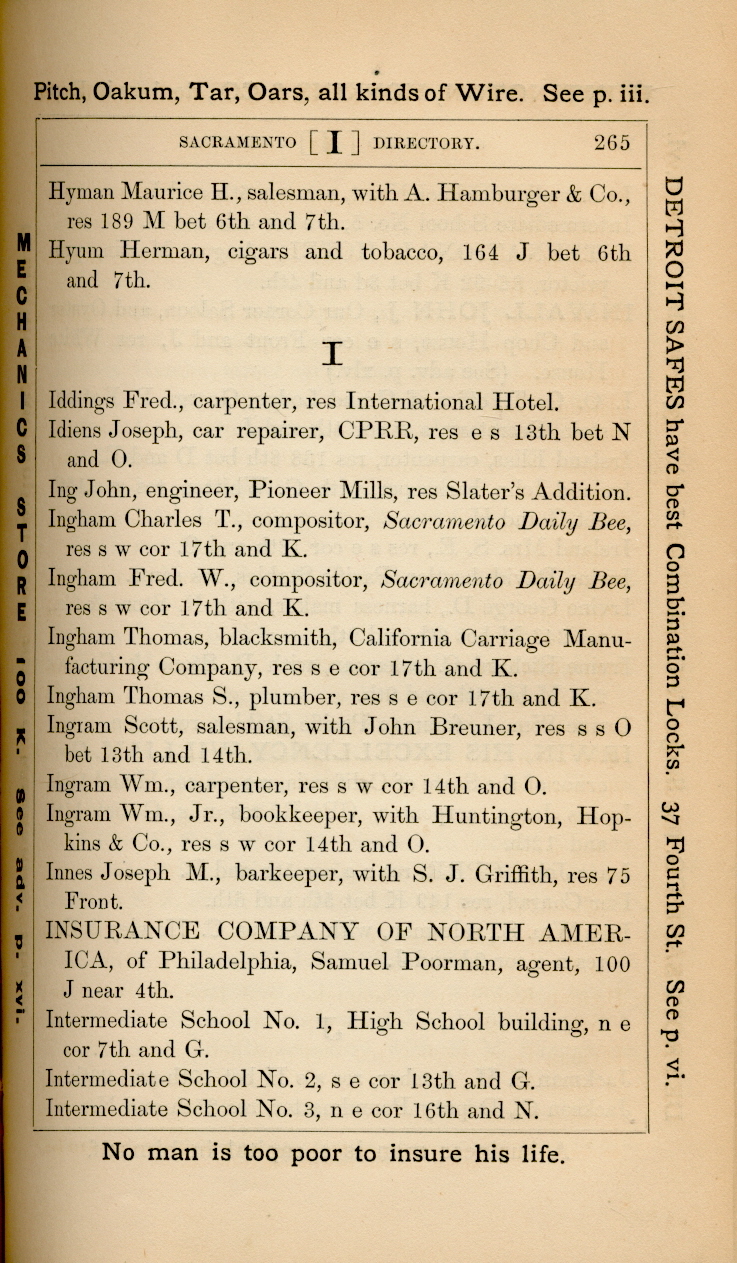 Pitch, Oakum, Tar, Oars, all kinds of Wire. See p. iii.
SACRAMENTO [ I ] DIRECTORY. 265
Hyman Maurice H., salesman, with A. Hamburger & Co.,
res 189 M bet 6th and 7th.
Hyum Herman, cigars and tobacco, 164 J bet 6th
and 7th.
I
Iddings Fred., carpenter, res International Hotel.
Idiens Joseph, car repairer, CPRR, res e s 13th bet N
and O.
Ing John, engineer, Pioneer Mills, res Slater's Addition.
Ingham Charles T., compositor, Sacramento Daily Bee,
res s w cor 17th and K.
Ingham Fred. W., compositor, Sacramento Daily Bee,
res s w cor 17th and K.
Ingham Thomas, blacksmith, California Carriage Manu-
facturing Company, res s e cor 17th and K.
Ingham Thomas S., plumber, res s e cor 17th and K.
Ingram Scott, salesman, with John Breuner, res s s O
bet 13th and 14th.
Ingram Wm., carpenter, res s w cor 14th and O.
Ingram Wm., Jr., bookkeeper, with Huntington, Hop-
kins & Co., res s w cor 14th and O.
Innes Joseph M., barkeeper, with S. J. Griffith, res 75
Front.
INSURANCE COMPANY OF NORTH AMER-
ICA, of Philadelphia, Samuel Poorman, agent, 100
J near 4th.
Intermediate School No. 1, High School building, n e
cor 7th and G.
Intermediate School No. 2, s e cor 13th and G.
Intermediate School No. 3, n e cor 16th and N.
No man is too poor to insure his life.
MECHANICS STORE 100 K. See adv. p. xvi.
DETROIT SAFES have best Combination Locks. 37 Fourth St. See p. vi.